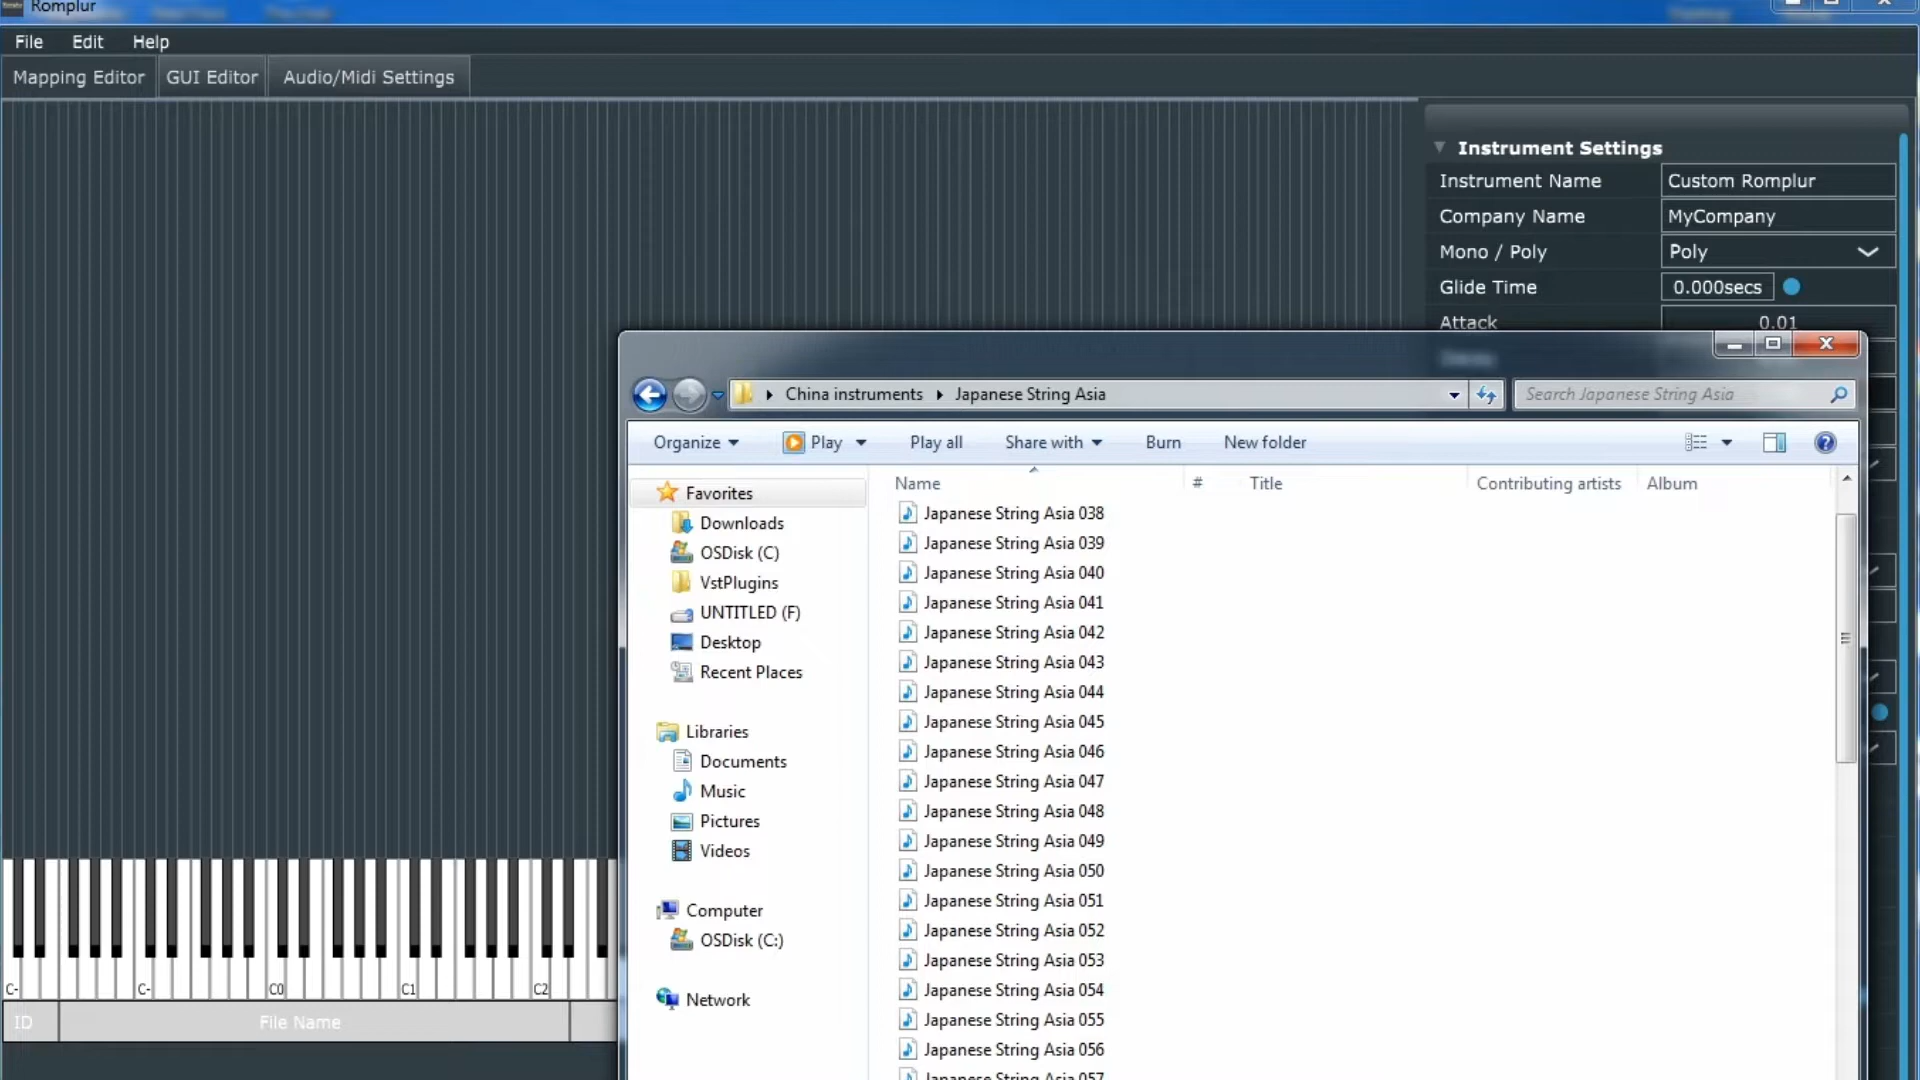 Romplur
File Edit Help
Mapping Editor GUI Editor Audio/Midi Settings
Instrument Settings
Instrument Name Custom Romplur
Company Name MyCompany
Mono / Poly Poly
Glide Time 0.000secs
Attack 0.01
China instruments Japanese String Asia
Search Japanese String Asia
Organize Play Play all Share with Burn New folder
Name # Title Contributing artists Album
Favorites
Downloads
OSDisk (C)
VstPlugins
UNTITLED (F)
Desktop
Recent Places
Libraries
Documents
Music
Pictures
Videos
Computer
OSDisk (C:)
Network
Japanese String Asia 038
Japanese String Asia 039
Japanese String Asia 040
Japanese String Asia 041
Japanese String Asia 042
Japanese String Asia 043
Japanese String Asia 044
Japanese String Asia 045
Japanese String Asia 046
Japanese String Asia 047
Japanese String Asia 048
Japanese String Asia 049
Japanese String Asia 050
Japanese String Asia 051
Japanese String Asia 052
Japanese String Asia 053
Japanese String Asia 054
Japanese String Asia 055
Japanese String Asia 056
Japanese String Asia 057
C- C- C0 C1 C2
ID File Name